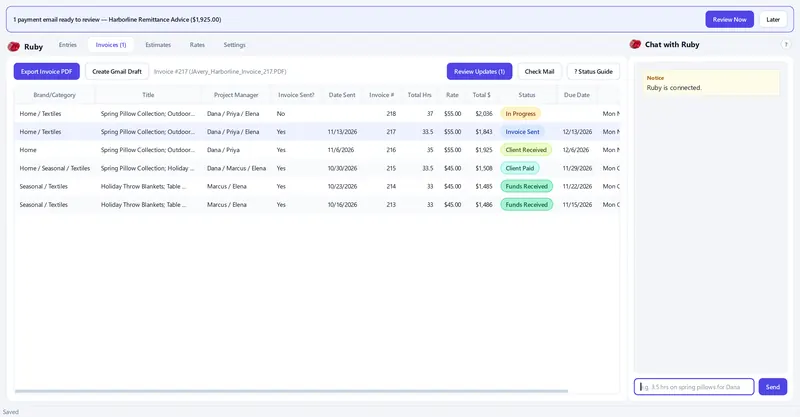 1 payment email ready to review — Harborline Remittance Advice ($1,925.00)
Review Now
Later
Ruby
Entries
Invoices (1)
Estimates
Rates
Settings
Chat with Ruby
?
Export Invoice PDF
Create Gmail Draft
Invoice #217 (JAvery_Harborline_Invoice_217.PDF)
Review Updates (1)
Check Mail
? Status Guide
Notice
Ruby is connected.
Brand/Category Title Project Manager Invoice Sent? Date Sent Invoice # Total Hrs Rate Total $ Status Due Date
Home / Textiles Spring Pillow Collection; Outdoor... Dana / Priya / Elena No 218 37 $55.00 $2,036 In Progress Mon
Home / Textiles Spring Pillow Collection; Outdoor... Dana / Priya / Elena Yes 11/13/2026 217 33.5 $55.00 $1,843 Invoice Sent 12/13/2026 Mon
Home Spring Pillow Collection; Outdoor... Dana / Priya Yes 11/6/2026 216 35 $55.00 $1,925 Client Received 12/6/2026 Mon
Home / Seasonal / Textiles Spring Pillow Collection; Holiday ... Dana / Marcus / Elena Yes 10/30/2026 215 33.5 $45.00 $1,508 Client Paid 11/29/2026 Mon
Seasonal / Textiles Holiday Throw Blankets; Table ... Marcus / Elena Yes 10/23/2026 214 33 $45.00 $1,485 Funds Received 11/22/2026 Mon
Seasonal / Textiles Holiday Throw Blankets; Table ... Marcus / Elena Yes 10/16/2026 213 33 $45.00 $1,486 Funds Received 11/15/2026 Mon
e.g. 3.5 hrs on spring pillows for Dana
Send
Saved